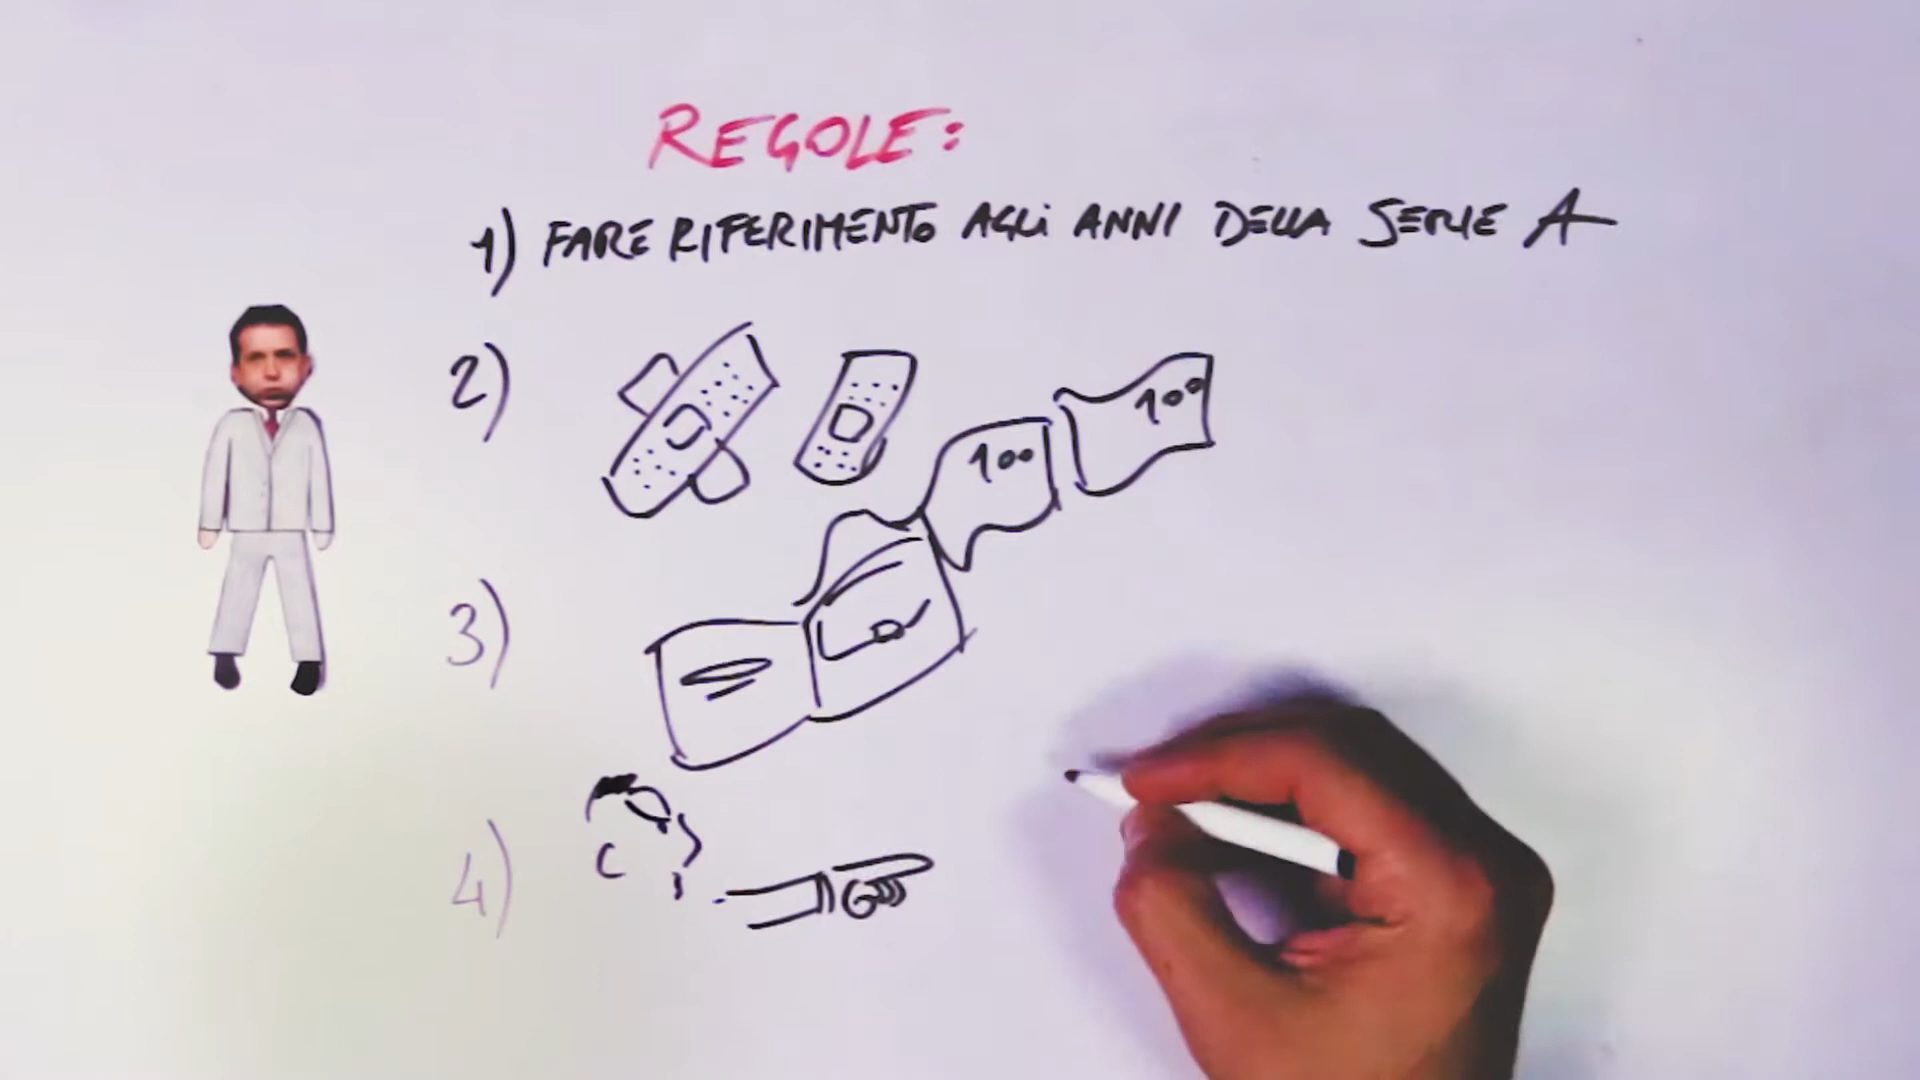 REGOLE:
1) FARE RIFERIMENTO AGLI ANNI DELLA SERIE A
2)
100
100
3)
4)